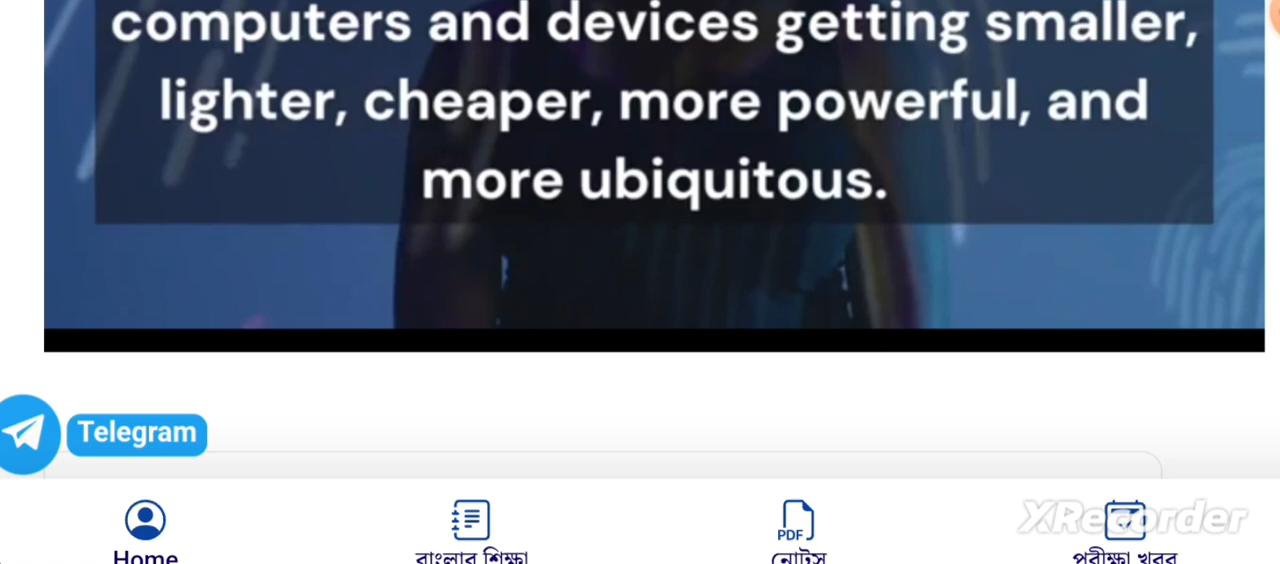 computers and devices getting smaller,
lighter, cheaper, more powerful, and
more ubiquitous.
Telegram
PDF
XRecorder
Home
বাংলার শিক্ষা
নোটস
পরীক্ষা খবর